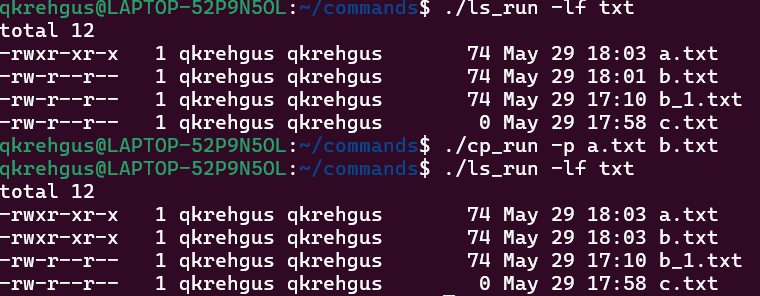 qkrehgus@LAPTOP-52P9N5OL:~/commands$ ./ls_run -lf txt
total 12
-rwxr-xr-x   1 qkrehgus qkrehgus       74 May 29 18:03 a.txt
-rw-r--r--   1 qkrehgus qkrehgus       74 May 29 18:01 b.txt
-rw-r--r--   1 qkrehgus qkrehgus       74 May 29 17:10 b_1.txt
-rw-r--r--   1 qkrehgus qkrehgus        0 May 29 17:58 c.txt
qkrehgus@LAPTOP-52P9N5OL:~/commands$ ./cp_run -p a.txt b.txt
qkrehgus@LAPTOP-52P9N5OL:~/commands$ ./ls_run -lf txt
total 12
-rwxr-xr-x   1 qkrehgus qkrehgus       74 May 29 18:03 a.txt
-rwxr-xr-x   1 qkrehgus qkrehgus       74 May 29 18:03 b.txt
-rw-r--r--   1 qkrehgus qkrehgus       74 May 29 17:10 b_1.txt
-rw-r--r--   1 qkrehgus qkrehgus        0 May 29 17:58 c.txt